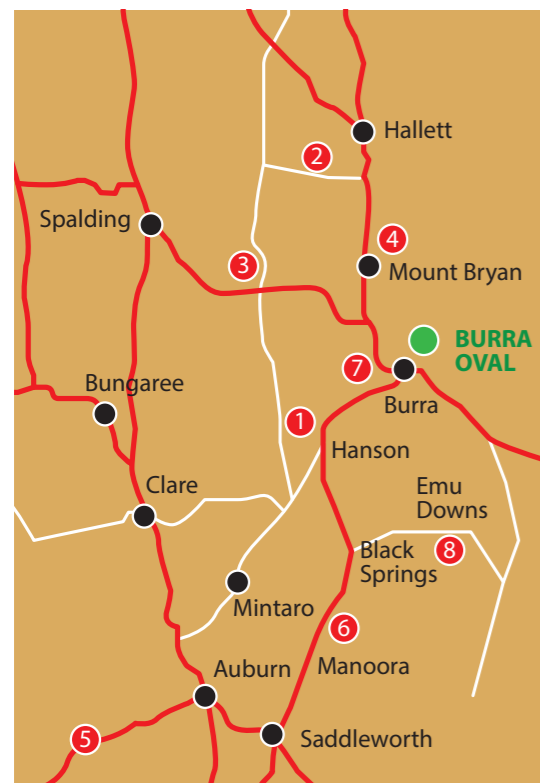 Hallett
2
Spalding
4
3
Mount Bryan
BURRA
OVAL
7
Bungaree
Burra
1
Hanson
Clare
Emu
Downs
Black
Springs
8
Mintaro
6
Manoora
Auburn
5
Saddleworth